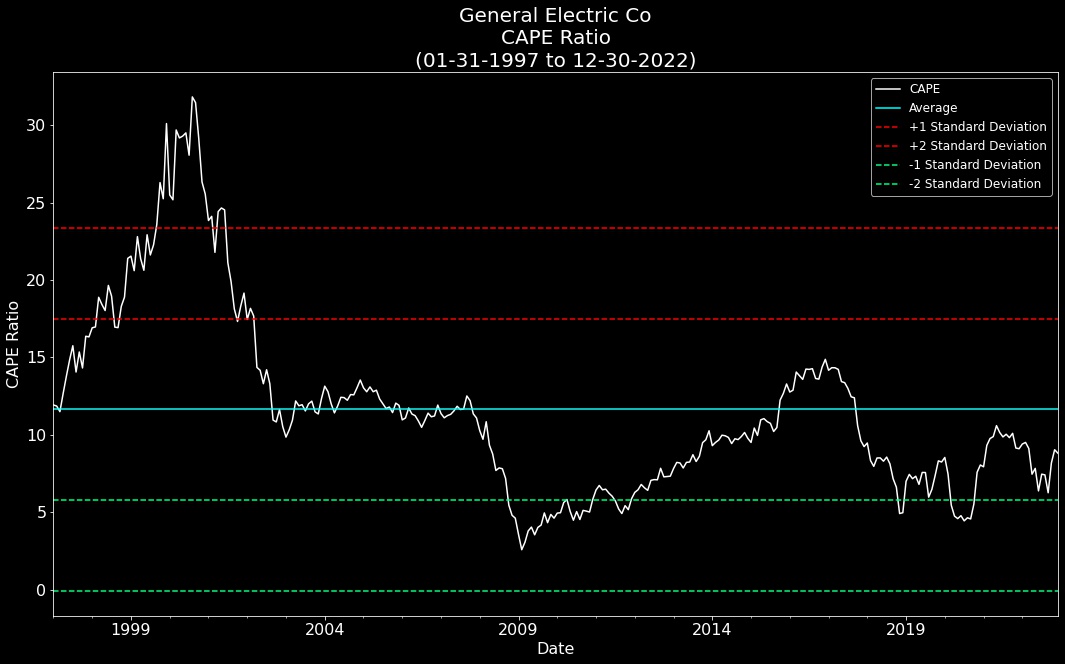 General Electric Co
CAPE Ratio
(01-31-1997 to 12-30-2022)
CAPE
Average
+1 Standard Deviation
+2 Standard Deviation
-1 Standard Deviation
-2 Standard Deviation
CAPE Ratio
30
25
20
15
10
5
0
1999 2004 2009 2014 2019
Date